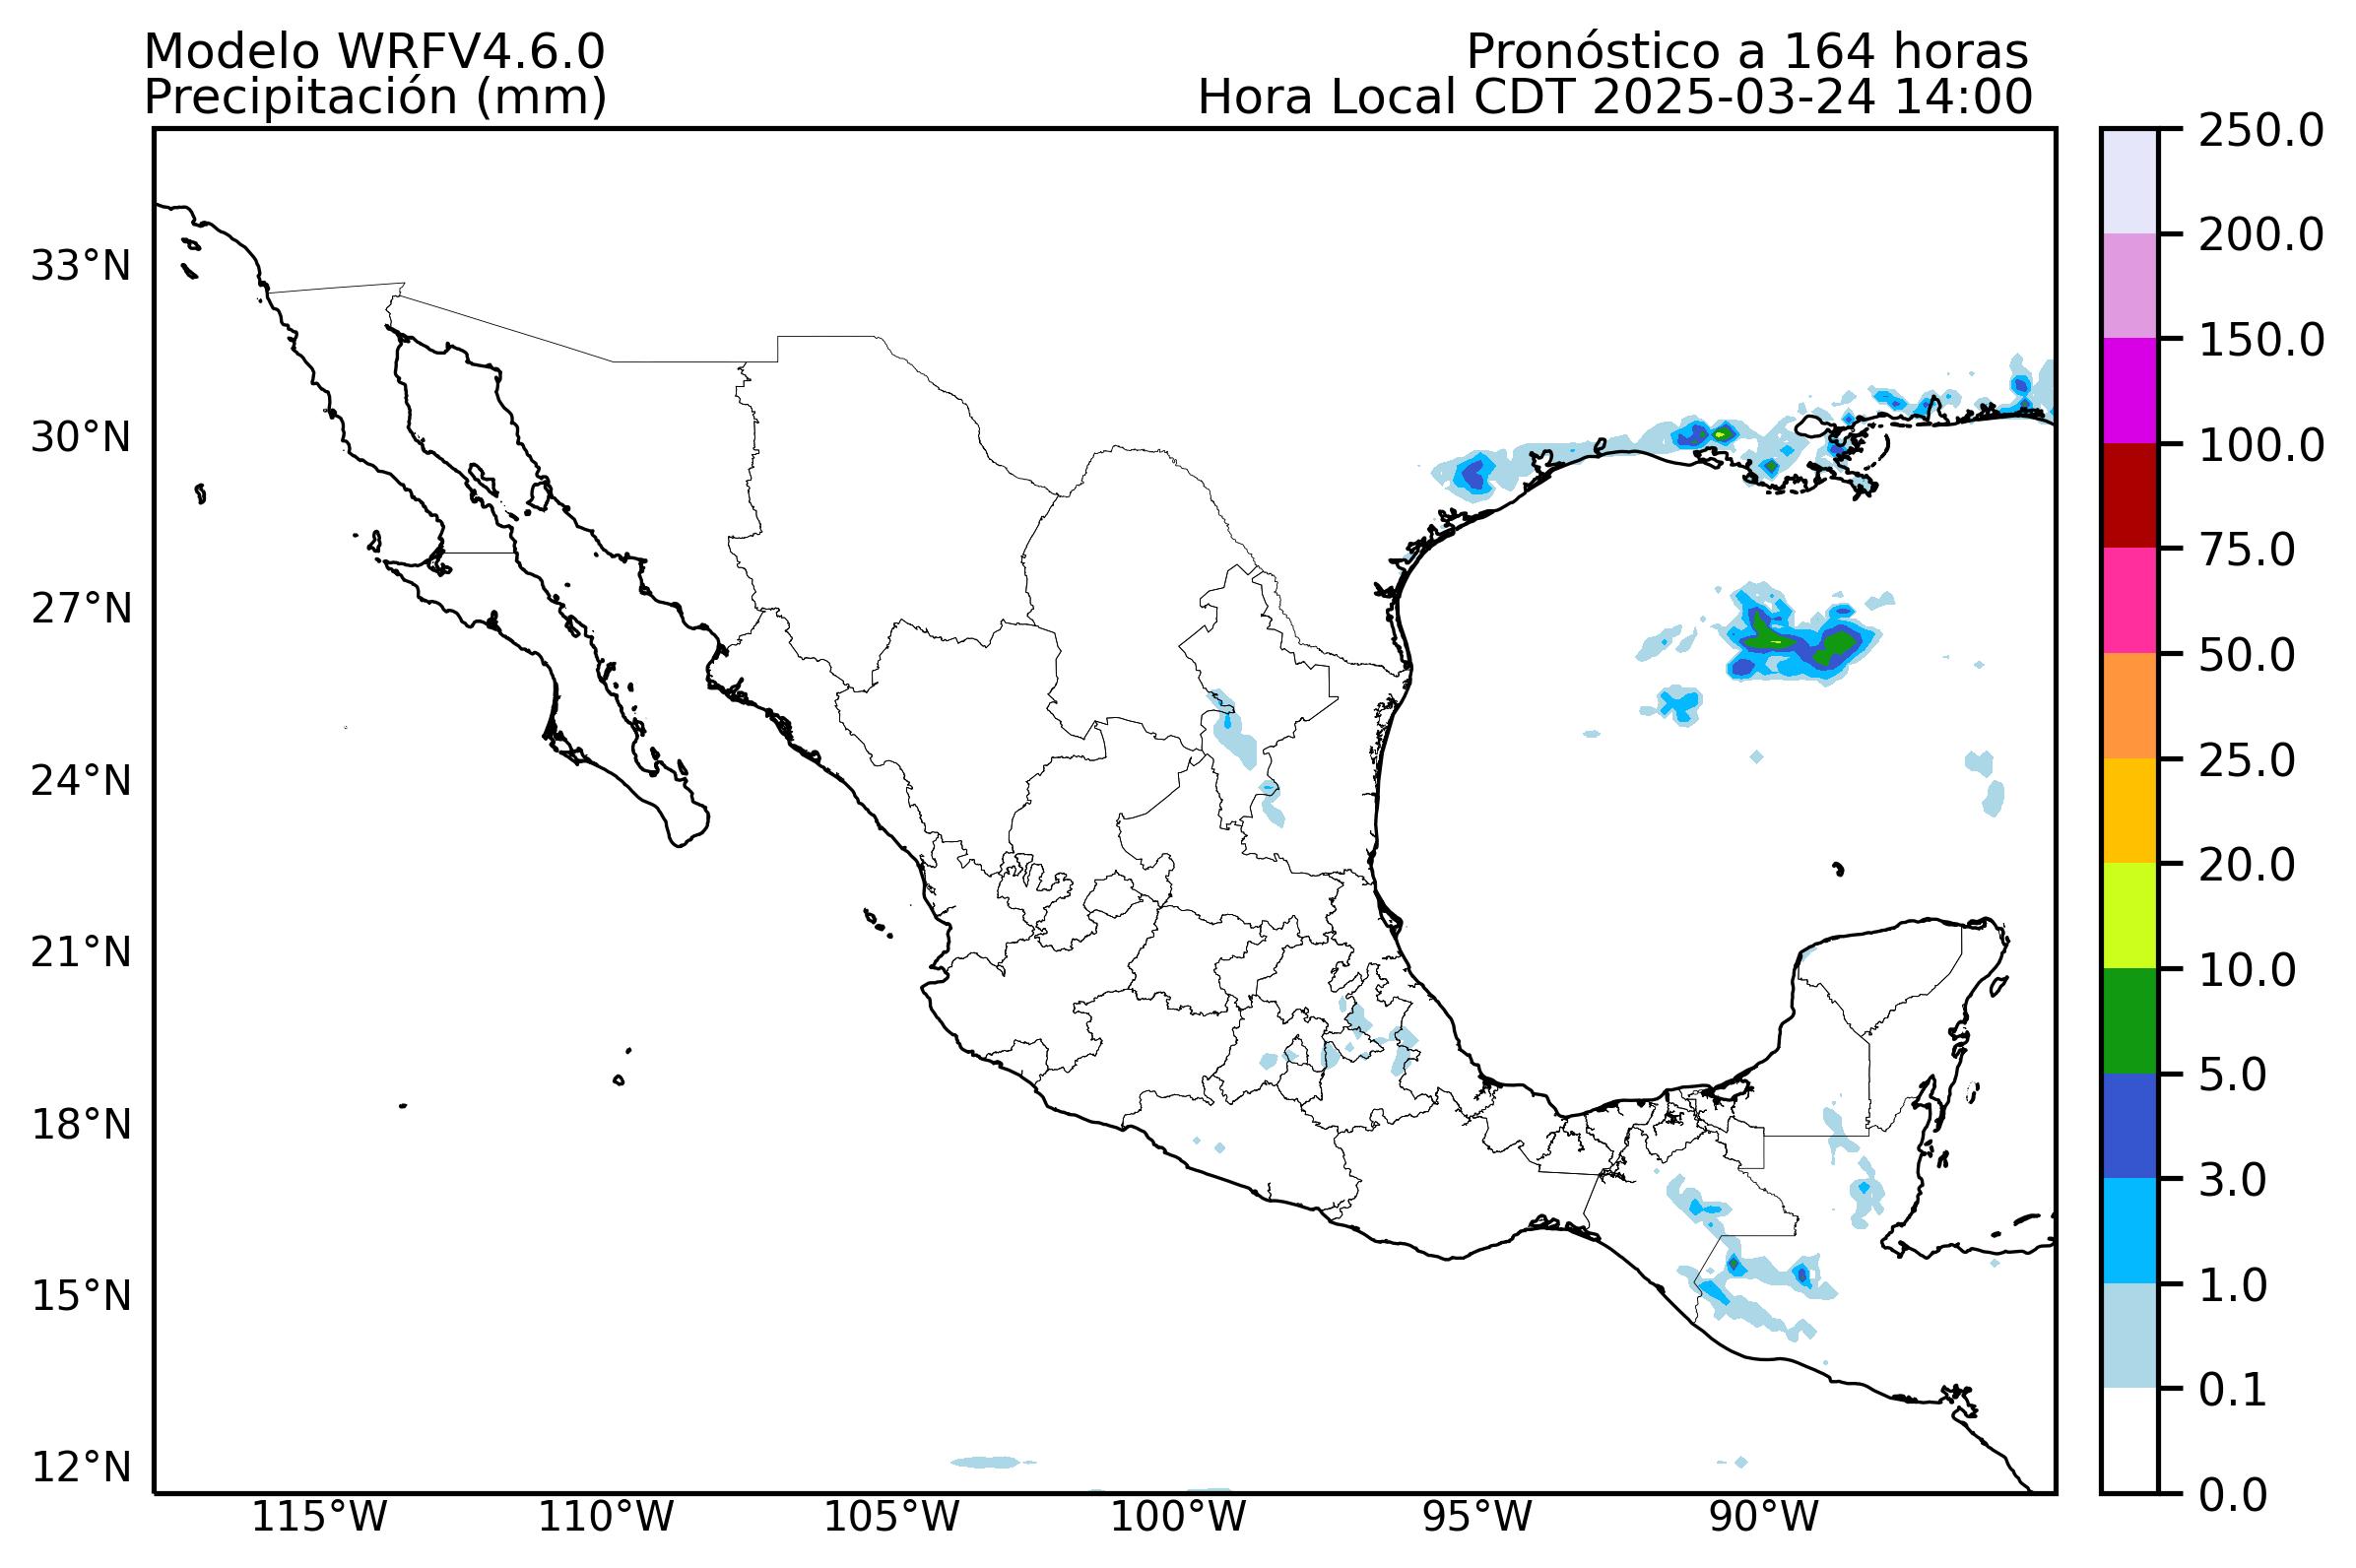 Modelo WRFV4.6.0
Precipitación (mm)
Pronóstico a 164 horas
Hora Local CDT 2025-03-24 14:00
33°N
30°N
27°N
24°N
21°N
18°N
15°N
12°N
115°W
110°W
105°W
100°W
95°W
90°W
250.0
200.0
150.0
100.0
75.0
50.0
25.0
20.0
10.0
5.0
3.0
1.0
0.1
0.0